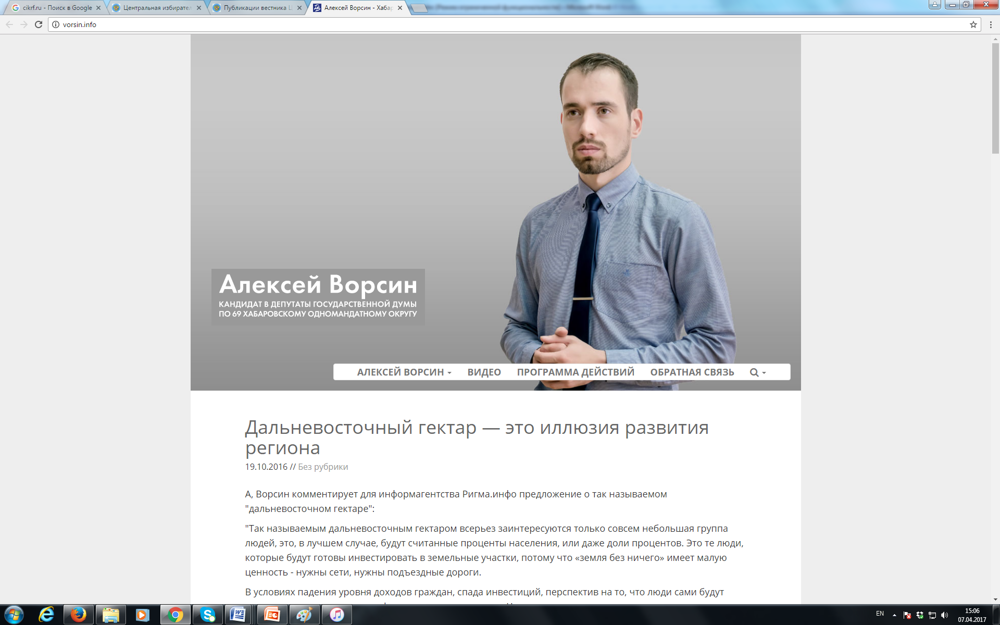 cikrf.ru - Поиск в Google
Центральная избирател
Публикации вестника Ц
Алексей Ворсин - Хабар
vorsin.info
Алексей Ворсин
КАНДИДАТ В ДЕПУТАТЫ ГОСУДАРСТВЕННОЙ ДУМЫ
ПО 69 ХАБАРОВСКОМУ ОДНОМАНДАТНОМУ ОКРУГУ
АЛЕКСЕЙ ВОРСИН ВИДЕО ПРОГРАММА ДЕЙСТВИЙ ОБРАТНАЯ СВЯЗЬ
Дальневосточный гектар — это иллюзия развития
региона
19.10.2016 // Без рубрики
А, Ворсин комментирует для информагентства Ригма.инфо предложение о так называемом
"дальневосточном гектаре":
"Так называемым дальневосточным гектаром всерьез заинтересуются только совсем небольшая группа
людей, это, в лучшем случае, будут считанные проценты населения, или даже доли процентов. Это те люди,
которые будут готовы инвестировать в земельные участки, потому что «земля без ничего» имеет малую
ценность - нужны сети, нужны подъездные дороги.
В условиях падения уровня доходов граждан, спада инвестиций, перспектив на то, что люди сами будут
EN
15:06
07.04.2017